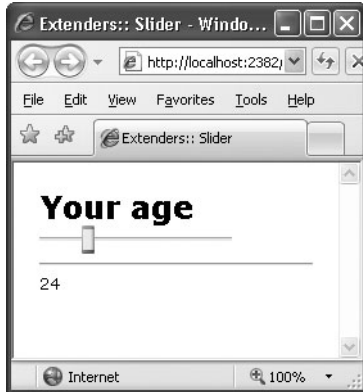 Extenders:: Slider - Windo...
http://localhost:2382/
File Edit View Favorites Tools Help
Extenders:: Slider
Your age
24
Internet 100%